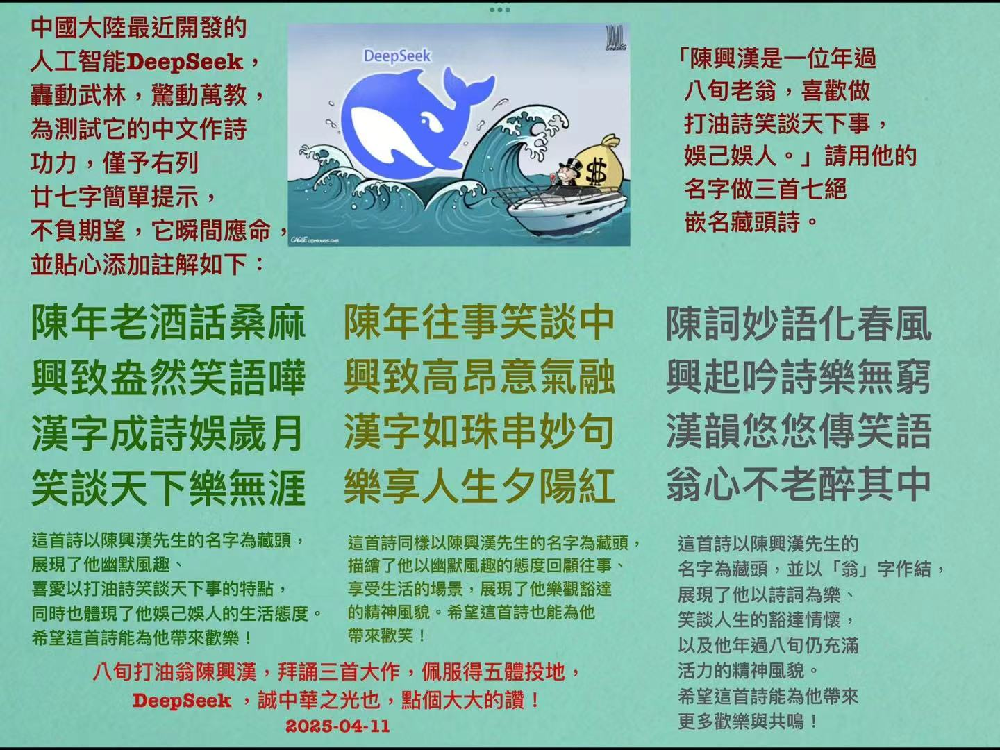 中國大陸最近開發的
人工智能DeepSeek，
轟動武林，驚動萬教，
為測試它的中文作詩
功力，僅予右列
廿七字簡單提示，
不負期望，它瞬間應命，
並貼心添加註解如下：
DeepSeek
CHINA DAILY
$
CAGLECARTOONS.COM
「陳興漢是一位年過
八旬老翁，喜歡做
打油詩笑談天下事，
娛己娛人。」請用他的
名字做三首七絕
嵌名藏頭詩。
陳年老酒話桑麻
興致盎然笑語嘩
漢字成詩娛歲月
笑談天下樂無涯
這首詩以陳興漢先生的名字為藏頭，
展現了他幽默風趣、
喜愛以打油詩笑談天下事的特點，
同時也體現了他娛己娛人的生活態度。
希望這首詩能為他帶來歡樂！
陳年往事笑談中
興致高昂意氣融
漢字如珠串妙句
樂享人生夕陽紅
這首詩同樣以陳興漢先生的名字為藏頭，
描繪了他以幽默風趣的態度回顧往事、
享受生活的場景，展現了他樂觀豁達
的精神風貌。希望這首詩也能為他
帶來歡笑！
陳詞妙語化春風
興起吟詩樂無窮
漢韻悠悠傳笑語
翁心不老醉其中
這首詩以陳興漢先生的
名字為藏頭，並以「翁」字作結，
展現了他以詩詞為樂、
笑談人生的豁達情懷，
以及他年過八旬仍充滿
活力的精神風貌。
希望這首詩能為他帶來
更多歡樂與共鳴！
八旬打油翁陳興漢，拜誦三首大作，佩服得五體投地，
DeepSeek ，誠中華之光也，點個大大的讚！
2025-04-11